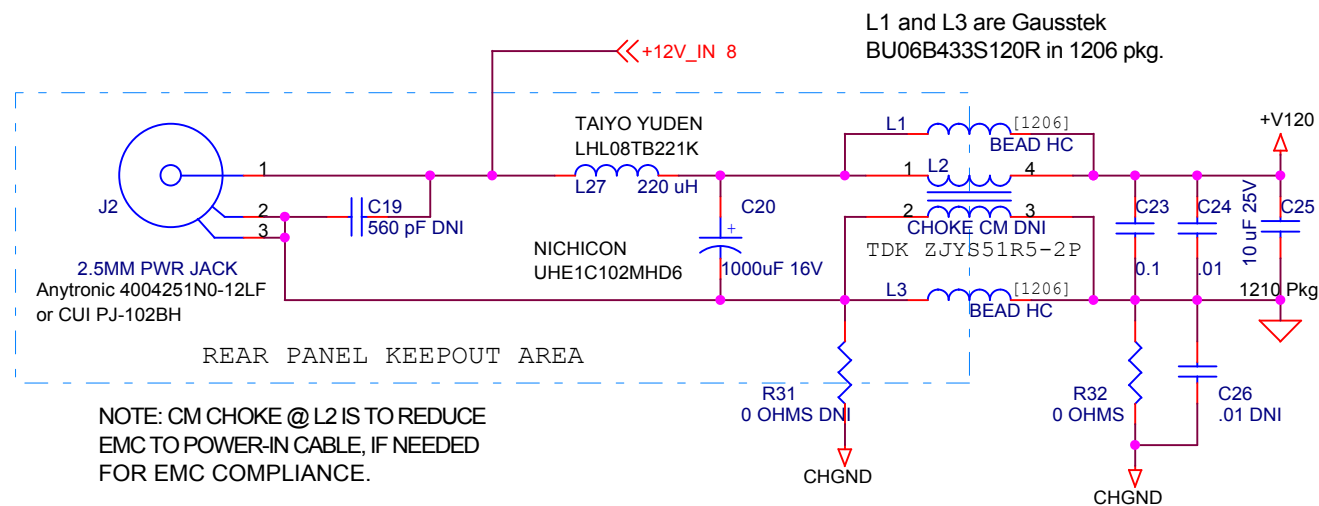 L1 and L3 are Gausstek
BU06B433S120R in 1206 pkg.
+12V_IN 8
TAIYO YUDEN
LHL08TB221K
L1
[1206]
BEAD HC
+V120
1
L27
220 uH
1
L2
4
J2
2
3
C19
560 pF DNI
C20
+
1000uF 16V
NICHICON
UHE1C102MHD6
2
3
CHOKE CM DNI
TDK ZJYS51R5-2P
C23
0.1
C24
.01
10 uF 25V
C25
1210 Pkg
2.5MM PWR JACK
Anytronic 4004251N0-12LF
or CUI PJ-102BH
L3
[1206]
BEAD HC
REAR PANEL KEEPOUT AREA
R31
0 OHMS DNI
R32
0 OHMS
C26
.01 DNI
NOTE: CM CHOKE @ L2 IS TO REDUCE
EMC TO POWER-IN CABLE, IF NEEDED
FOR EMC COMPLIANCE.
CHGND
CHGND